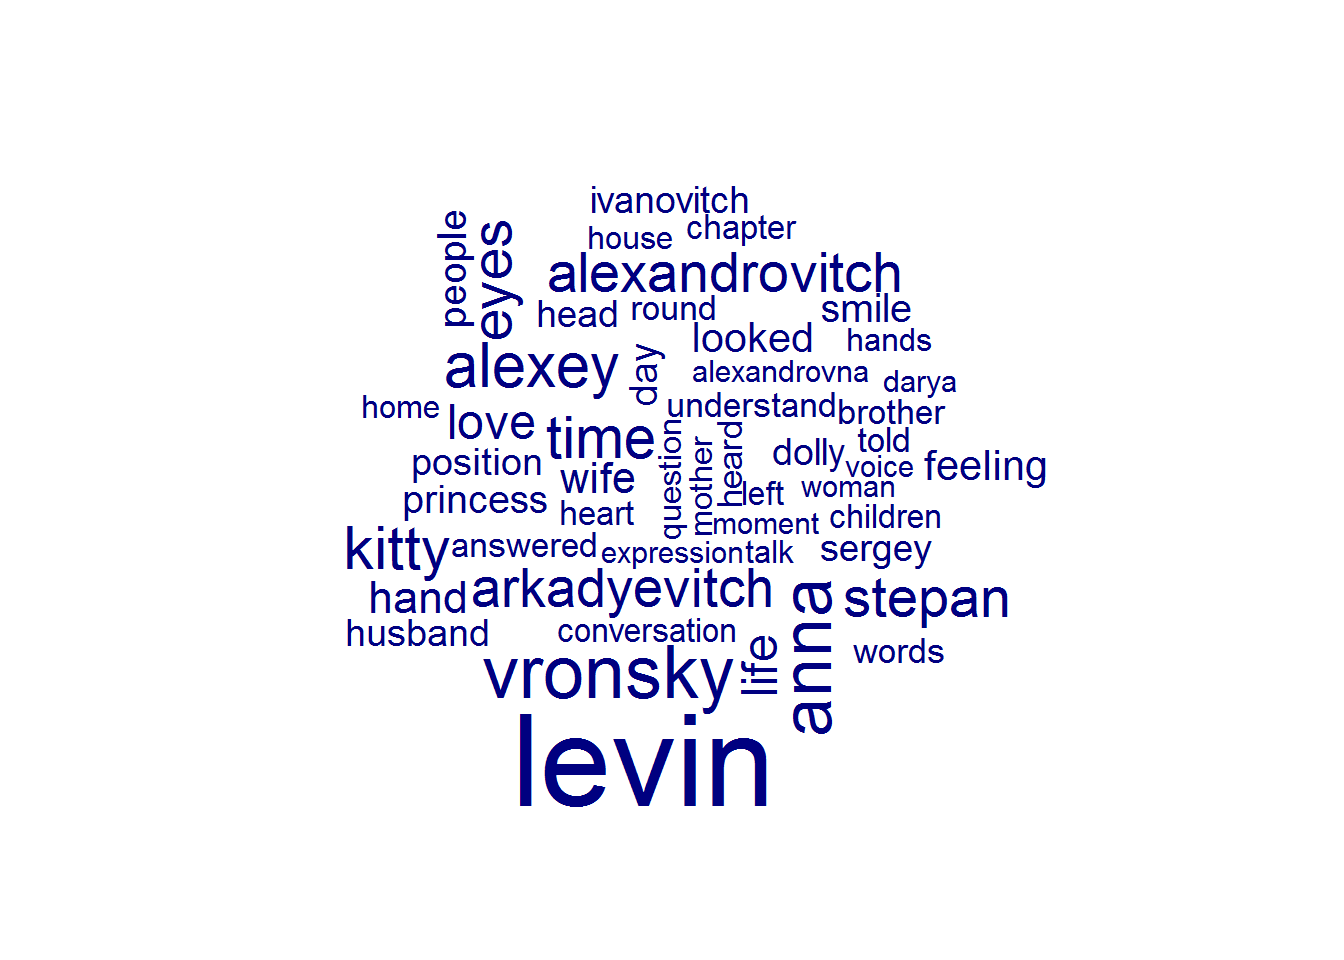 ivanovitch
people
eyes
house
chapter
alexandrovitch
head
round
smile
alexey
day
looked
hands
alexandrovna
darya
home
love
time
understand
brother
position
wife
question
mother
heard
dolly
told
voice
feeling
princess
heart
left
woman
moment
children
kitty
answered
expression
talk
sergey
hand
arkadyevitch
anna
stepan
husband
conversation
life
words
vronsky
levin